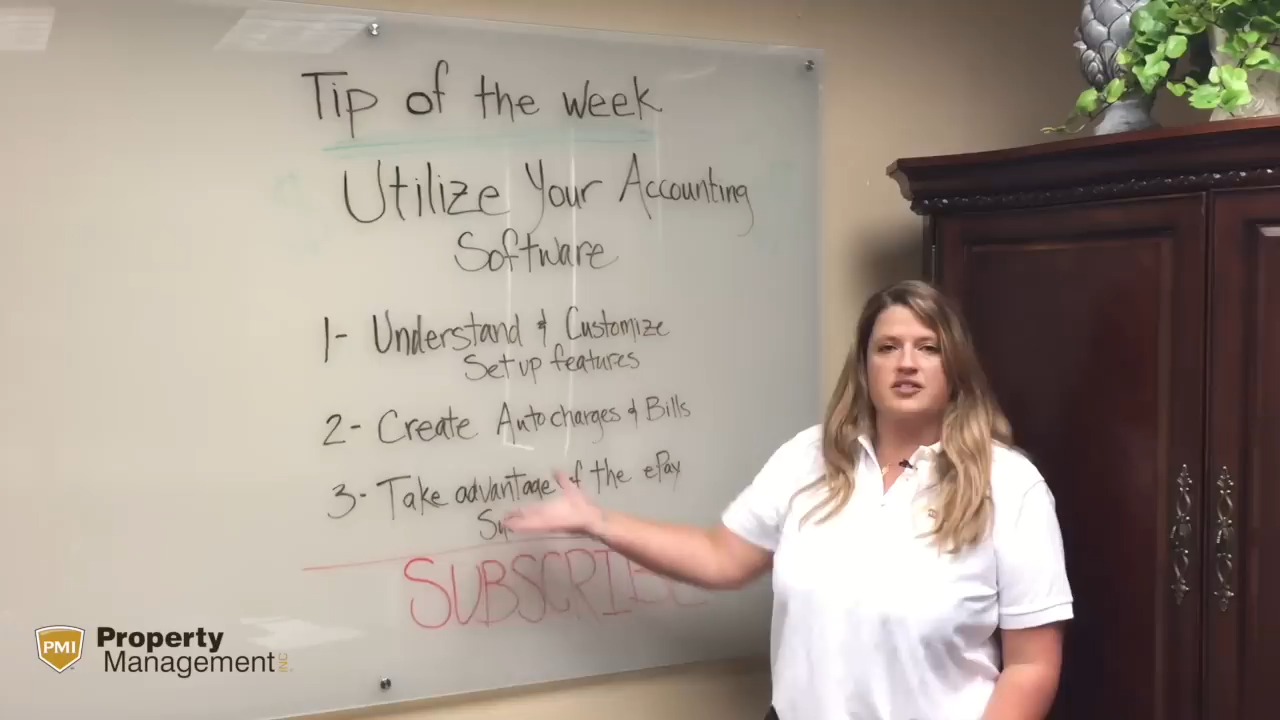 Tip of the week
Utilize Your Accounting
Software
1- Understand & Customize
Set up features
2- Create Autocharges & Bills
3- Take advantage of the ePay
SUBSCRIBE
PMI
Property
Management INC